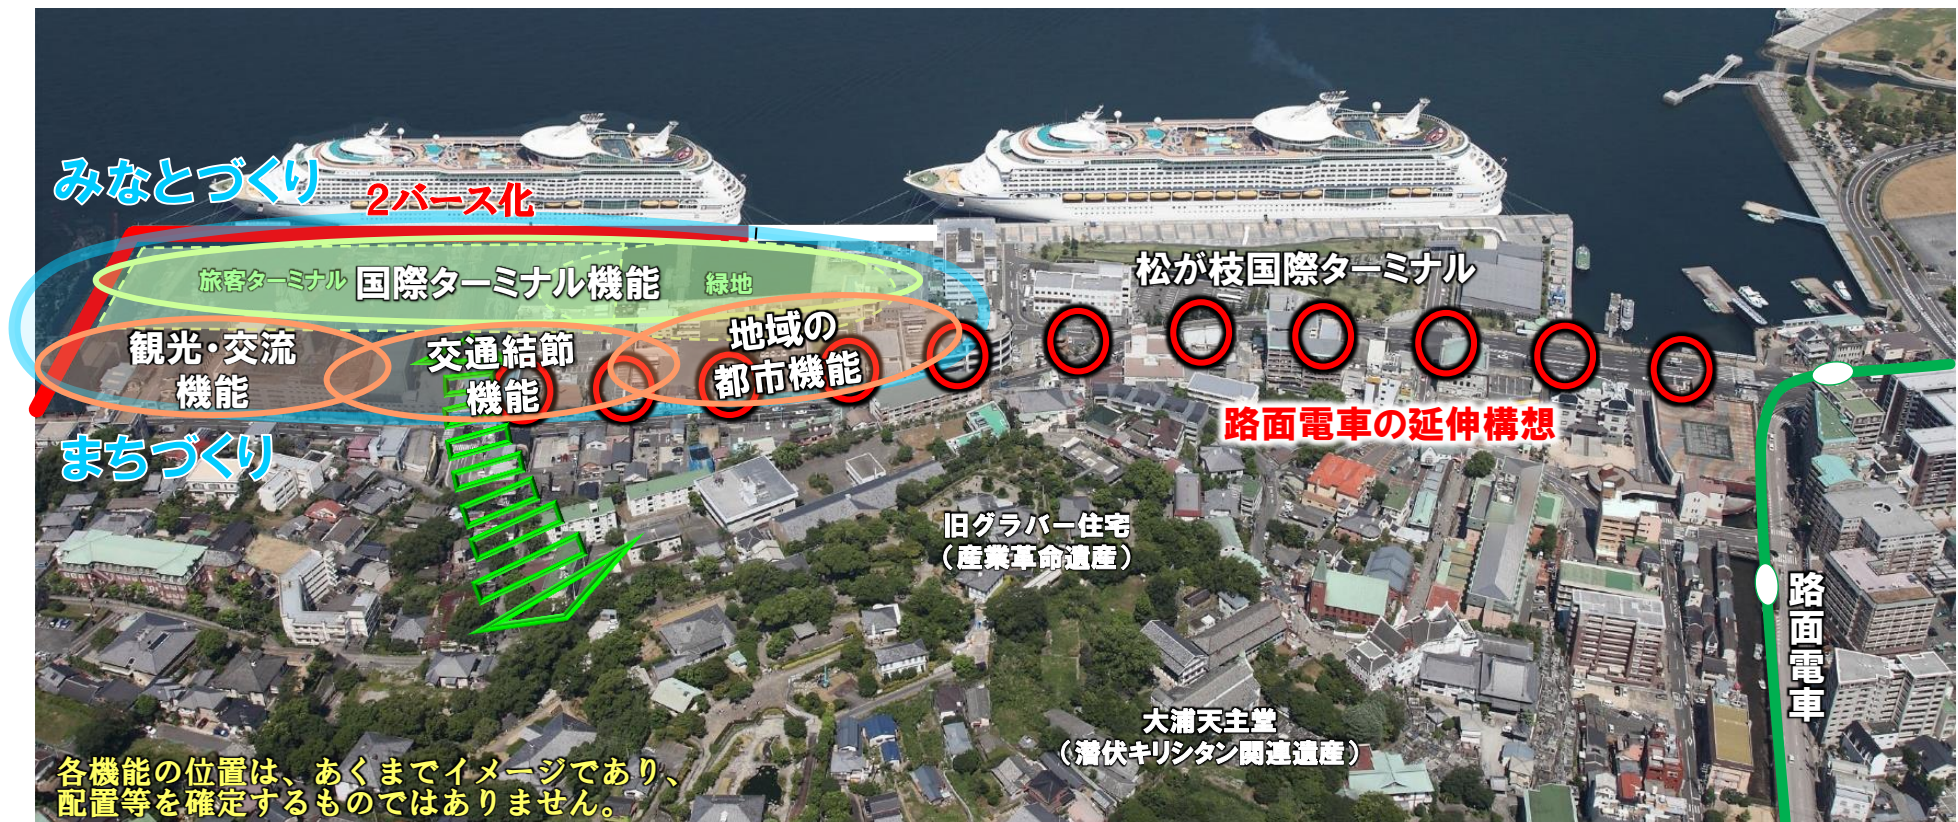 みなとづくり
2バース化
旅客ターミナル
国際ターミナル機能
緑地
松が枝国際ターミナル
観光・交流
機能
交通結節
機能
地域の
都市機能
路面電車の延伸構想
まちづくり
旧グラバー住宅
（産業革命遺産）
路面電車
大浦天主堂
（潜伏キリシタン関連遺産）
各機能の位置は、あくまでイメージであり、
配置等を確定するものではありません。